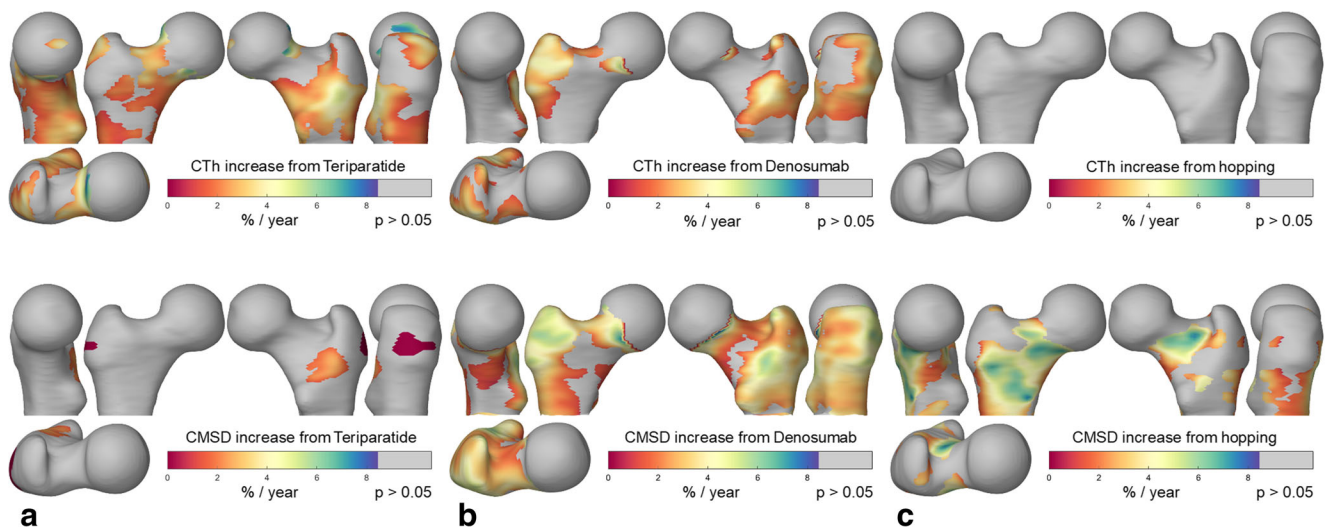 CTh increase from Teriparatide
0 2 4 6 8
% / year p > 0.05
CTh increase from Denosumab
0 2 4 6 8
% / year p > 0.05
CTh increase from hopping
0 2 4 6 8
% / year p > 0.05
CMSD increase from Teriparatide
0 2 4 6 8
% / year p > 0.05
CMSD increase from Denosumab
0 2 4 6 8
% / year p > 0.05
CMSD increase from hopping
0 2 4 6 8
% / year p > 0.05
a b c